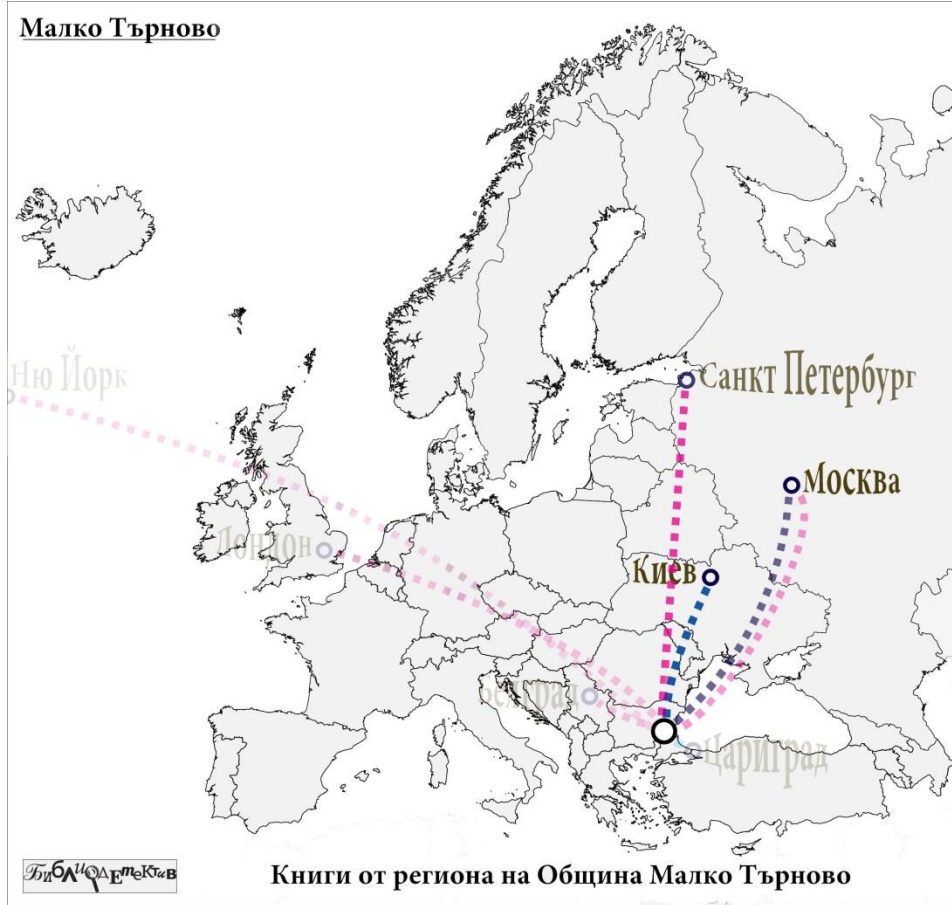 Малко Търново
Ню Йорк
Санкт Петербург
Москва
Лондон
Киев
Белград
Цариград
Библиодетектив
Книги от региона на Община Малко Търново